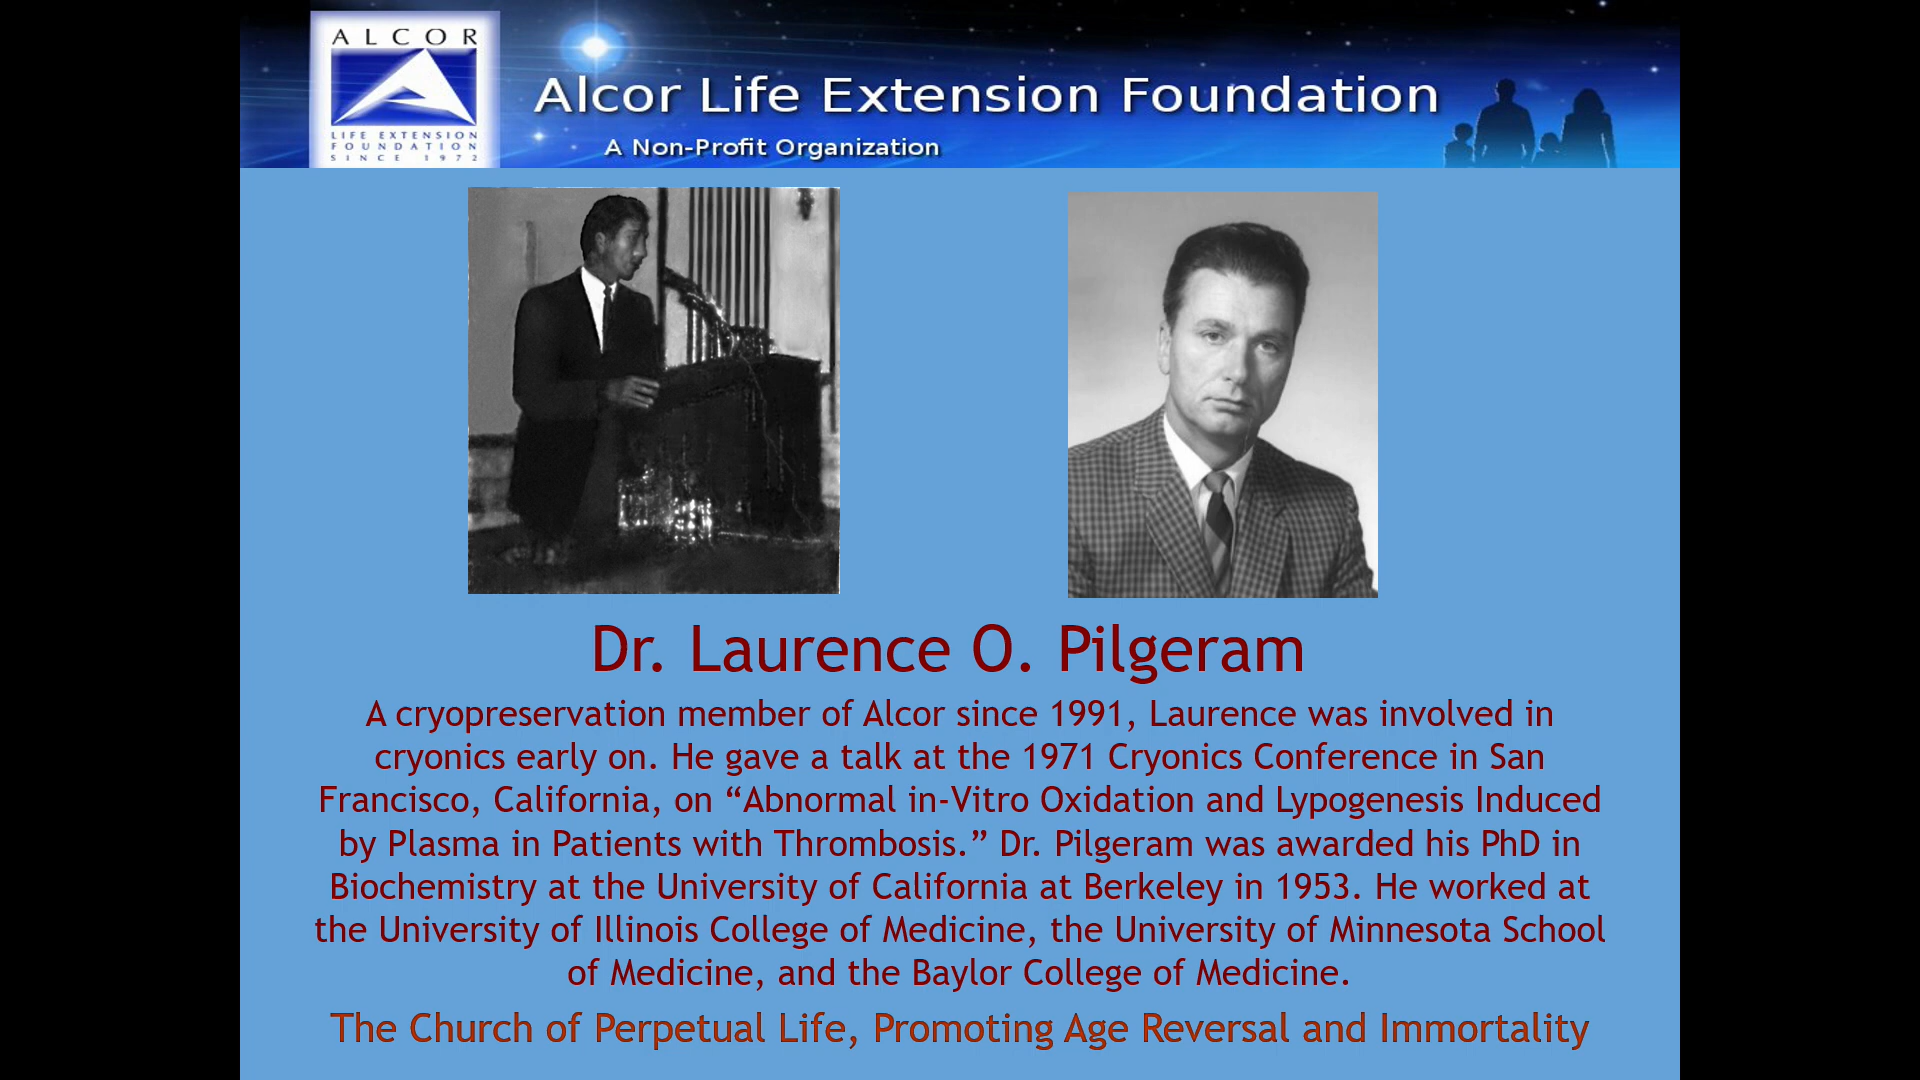 ALCOR
LIFE EXTENSION
FOUNDATION
SINCE 1972
Alcor Life Extension Foundation
A Non-Profit Organization
Dr. Laurence O. Pilgeram
A cryopreservation member of Alcor since 1991, Laurence was involved in
cryonics early on. He gave a talk at the 1971 Cryonics Conference in San
Francisco, California, on “Abnormal in-Vitro Oxidation and Lypogenesis Induced
by Plasma in Patients with Thrombosis.” Dr. Pilgeram was awarded his PhD in
Biochemistry at the University of California at Berkeley in 1953. He worked at
the University of Illinois College of Medicine, the University of Minnesota School
of Medicine, and the Baylor College of Medicine.
The Church of Perpetual Life, Promoting Age Reversal and Immortality